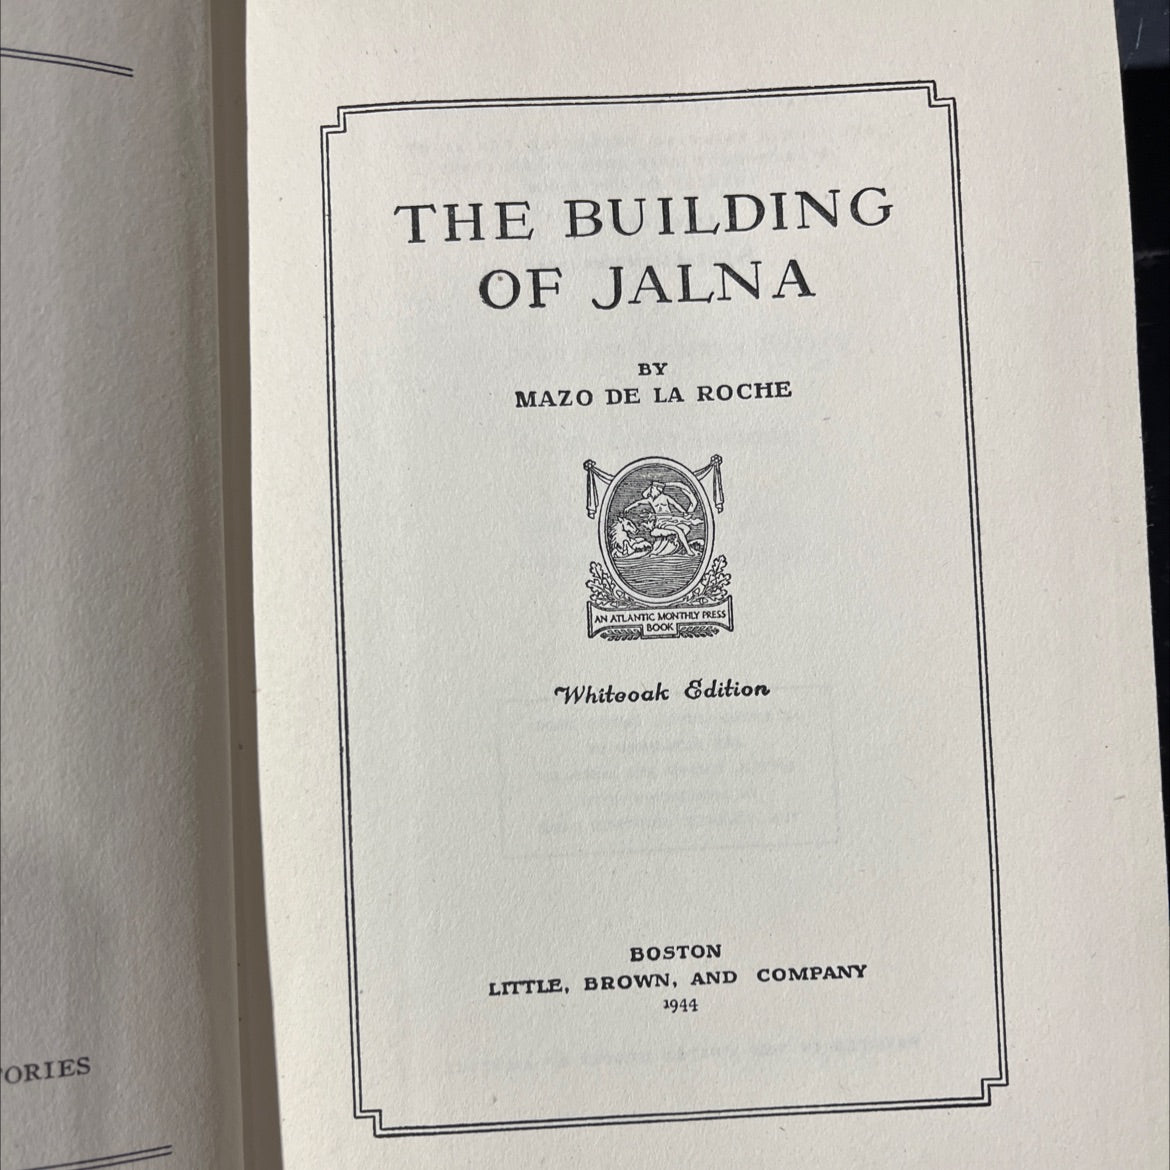 THE BUILDING
OF JALNA
BY
MAZO DE LA ROCHE
AN ATLANTIC MONTHLY PRESS
BOOK
Whiteoak Edition
BOSTON
LITTLE, BROWN, AND COMPANY
1944
ORIES